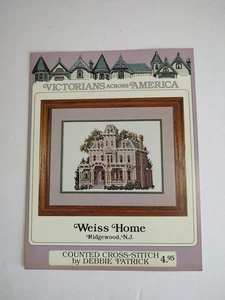 VICTORIANS ACROSS AMERICA
Weiss Home
Ridgewood, N.J.
COUNTED CROSS-STITCH
by DEBBIE PATRICK 4.95